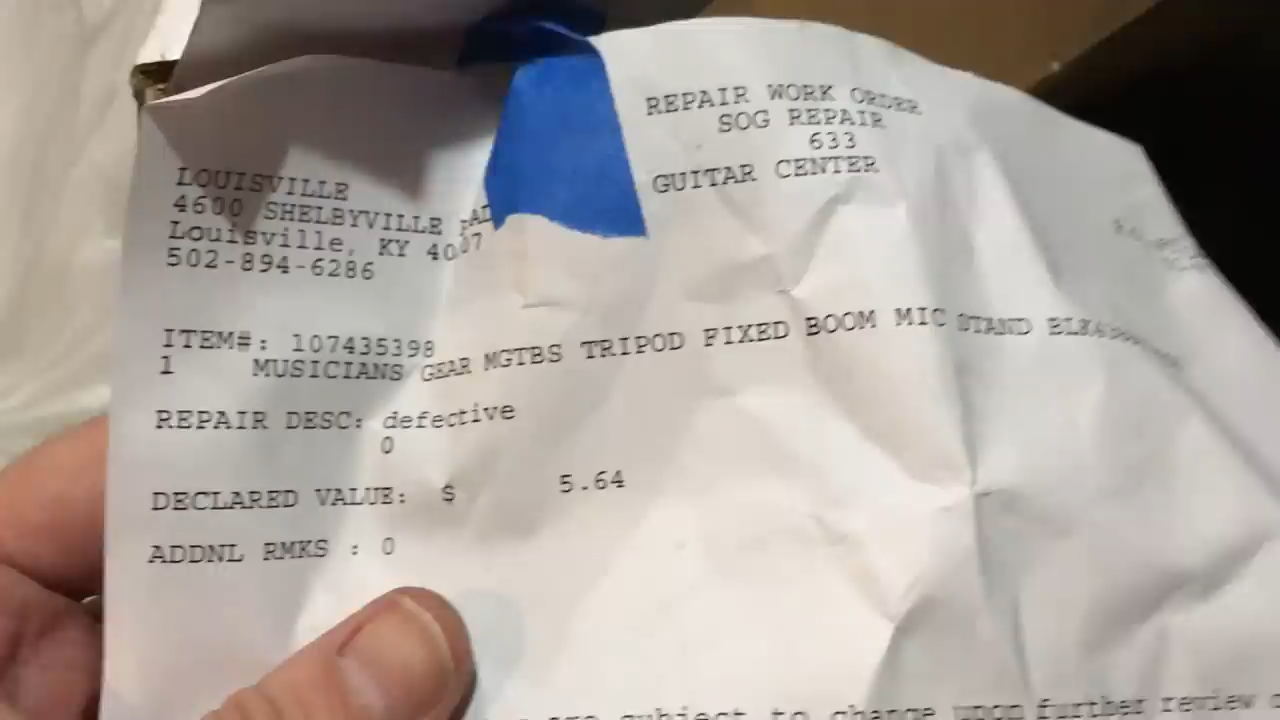 REPAIR WORK ORDER
SOG REPAIR
633
GUITAR CENTER
LOUISVILLE
4600 SHELBYVILLE
Louisville, KY
502-894-6286
ITEM#: 107435398
1 MUSICIANS GEAR MGTBS TRIPOD FIXED BOOM MIC STAND
REPAIR DESC: defective
0
DECLARED VALUE: $ 5.64
ADDNL RMKS : 0
subject to change upon further review